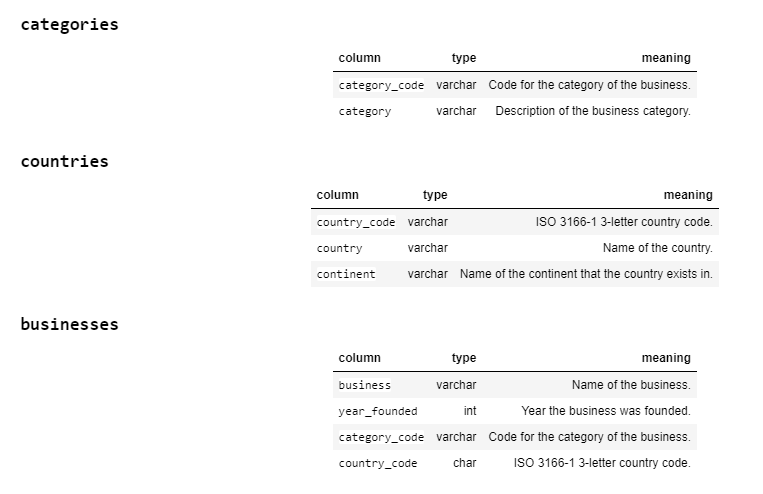 categories
column type meaning
category_code varchar Code for the category of the business.
category varchar Description of the business category.
countries
column type meaning
country_code varchar ISO 3166-1 3-letter country code.
country varchar Name of the country.
continent varchar Name of the continent that the country exists in.
businesses
column type meaning
business varchar Name of the business.
year_founded int Year the business was founded.
category_code varchar Code for the category of the business.
country_code char ISO 3166-1 3-letter country code.